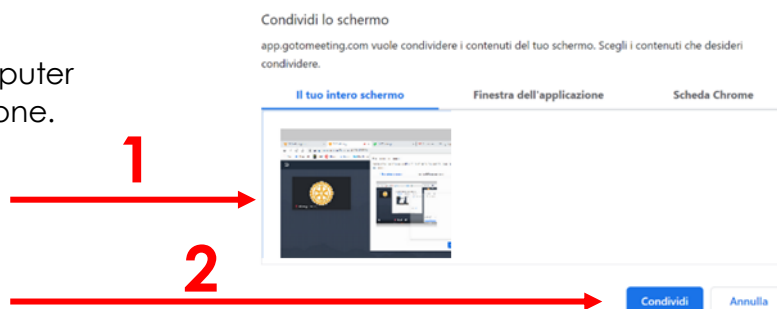 Condividi lo schermo
app.gotomeeting.com vuole condividere i contenuti del tuo schermo. Scegli i contenuti che desideri
condividere.
puter
one.
Il tuo intero schermo Finestra dell'applicazione Scheda Chrome
1
2
Condividi Annulla